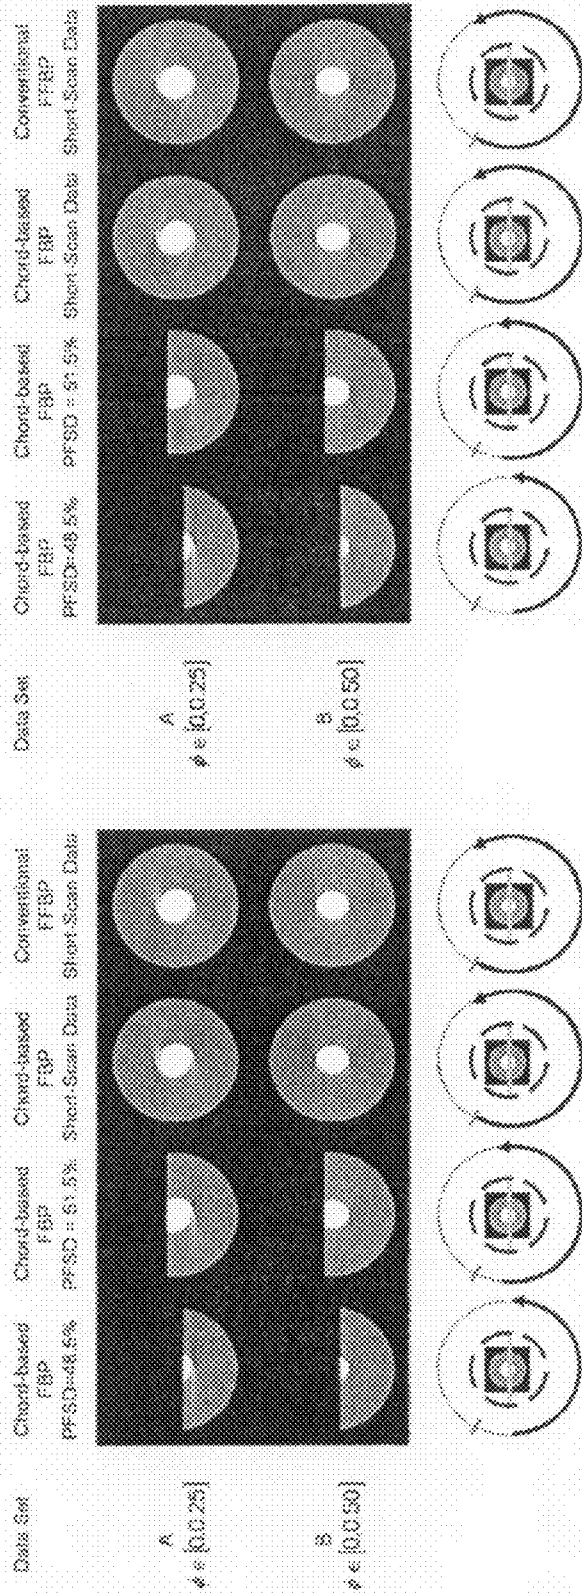 Data Set Chord-based Chord-based Chord-based Conventional
FBP FBP FBP FFBP
PFSD=48.5% PFSD = 51.5% Short Scan Data Short Scan Data
A
ϕ ϵ [0,0.25]
B
ϕ ϵ [0,0.50]
Data Set Chord-based Chord-based Chord-based Conventional
FBP FBP FBP FFBP
PFSD=48.5% PFSD = 51.5% Short Scan Data Short Scan Data
A
ϕ ϵ [0,0.25]
B
ϕ ϵ [0,0.50]